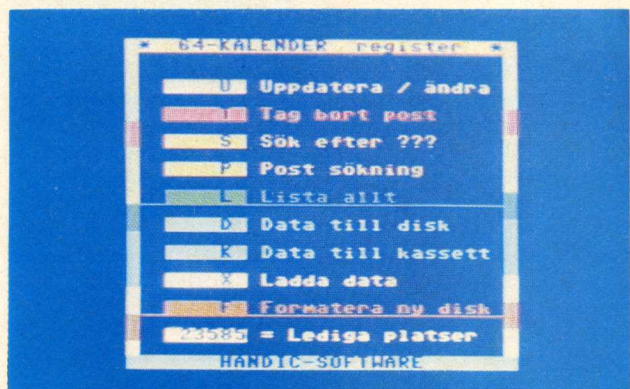 * 64-KALENDER register *
U Uppdatera / ändra
T Tag bort post
S Sök efter ???
P Post sökning
L Lista allt
D Data till disk
K Data till kassett
X Ladda data
F Formatera ny disk
23585 = Lediga platser
HANDIC-SOFTWARE